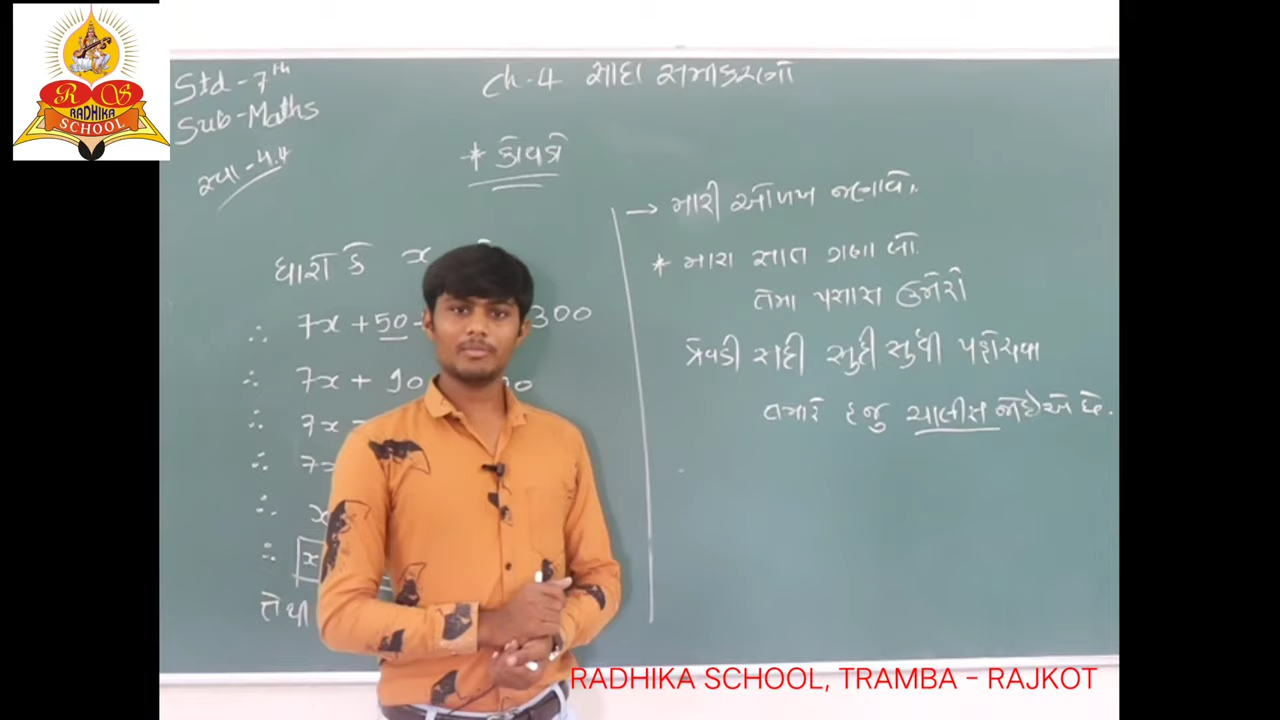 R S
RADHIKA
SCHOOL
Std - 7th
Sub - Maths
સ્વા - 4.4
Ch-4 સાદા સમીકરણો
* કોયડો
ધારો કે x
∴ 7x + 50 300
∴ 7x + 90
∴ 7x
∴ 7x
∴ x
∴ x
તેથી
→ મારી ઓળખ જણાવો.
* મારા સાત ગણા લો.
તેમા પચાસ ઉમેરો
ત્રેવડી સદી સુધી પહોંચવા
તમારે હજુ ચાલીસ જોઈએ છે.
RADHIKA SCHOOL, TRAMBA - RAJKOT